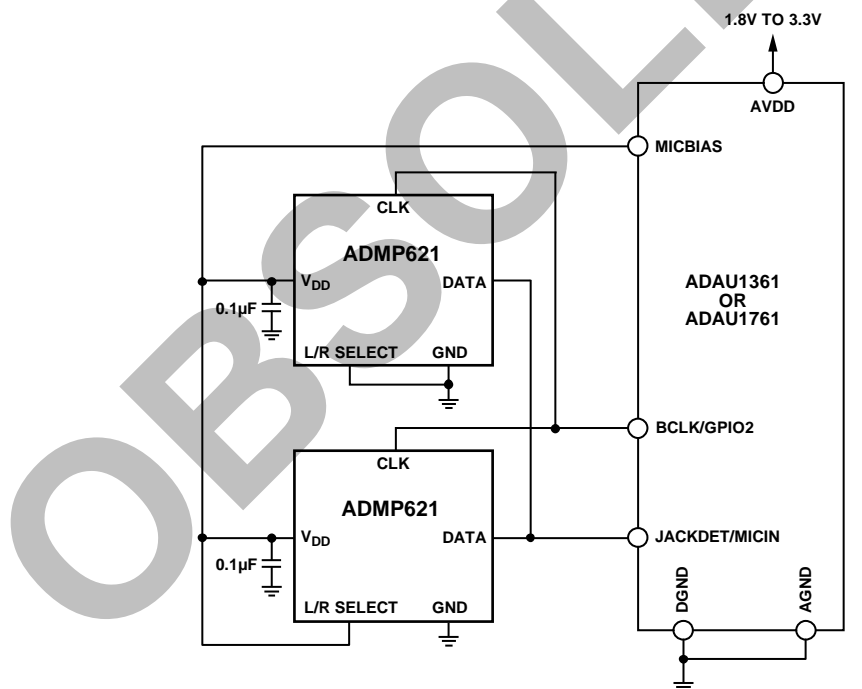 1.8V TO 3.3V
AVDD
MICBIAS
CLK
ADMP621
VDD
DATA
0.1µF
L/R SELECT
GND
ADAU1361
OR
ADAU1761
BCLK/GPIO2
CLK
ADMP621
VDD
DATA
JACKDET/MICIN
0.1µF
L/R SELECT
GND
DGND
AGND
OBSOL